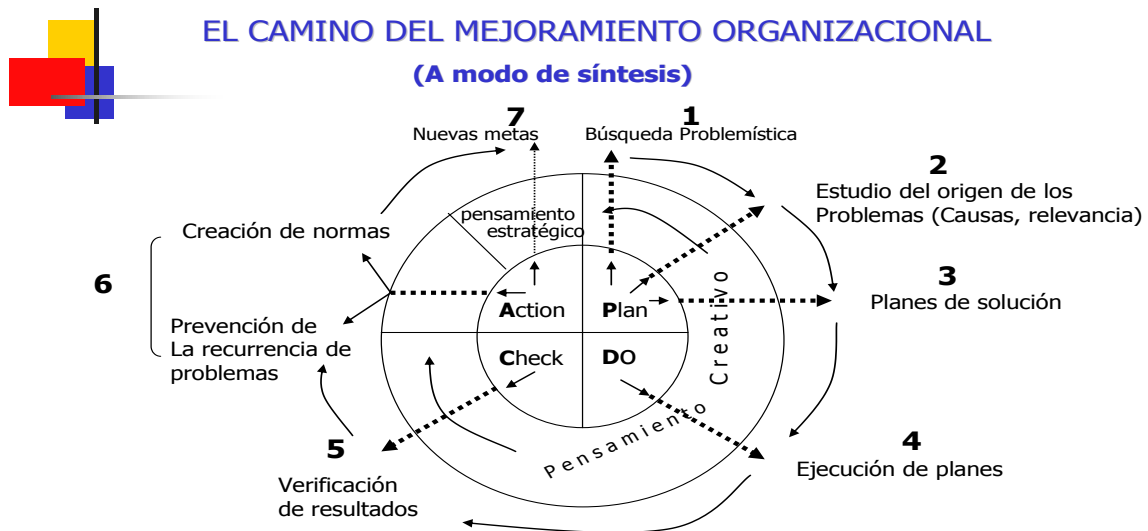 EL CAMINO DEL MEJORAMIENTO ORGANIZACIONAL
(A modo de síntesis)
7
Nuevas metas
1
Búsqueda Problemística
2
Estudio del origen de los
Problemas (Causas, relevancia)
3
Planes de solución
4
Ejecución de planes
5
Verificación
de resultados
6
Creación de normas
Prevención de
La recurrencia de
problemas
pensamiento
estratégico
Action
Plan
Check
DO
Pensamiento Creativo